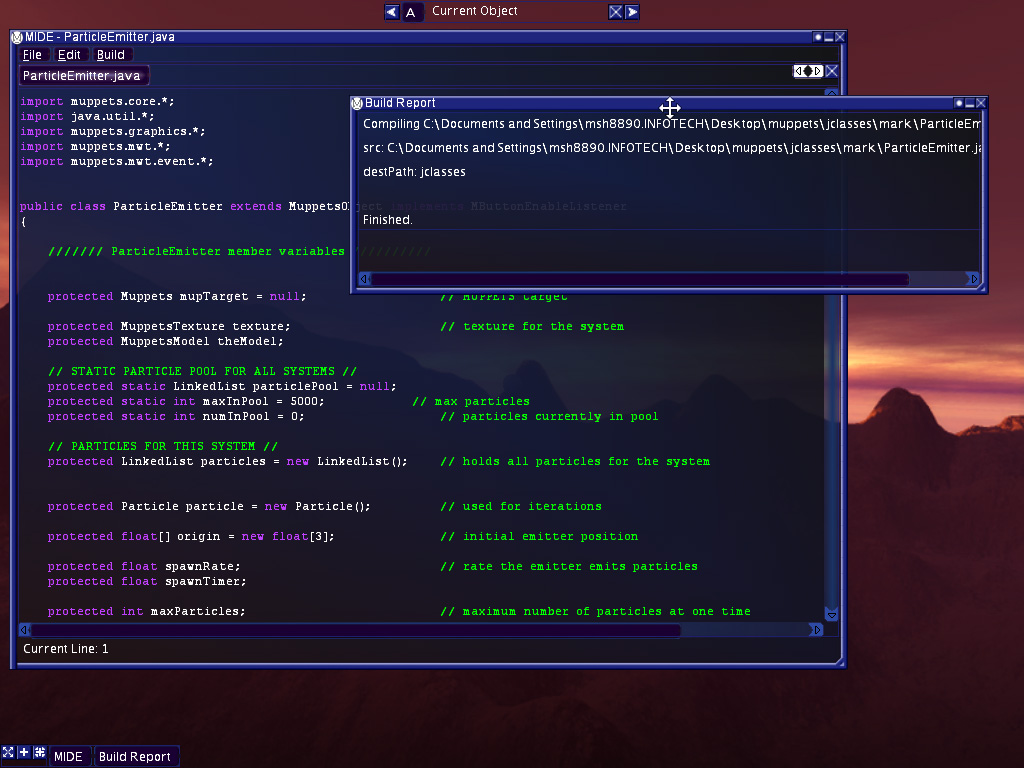 A Current Object
MIDE - ParticleEmitter.java
File Edit Build
ParticleEmitter.java
import muppets.core.*;
import java.util.*;
import muppets.graphics.*;
import muppets.mwt.*;
import muppets.mwt.event.*;
Build Report
Compiling C:\Documents and Settings\msh8890.INFOTECH\Desktop\muppets\jclasses\mark\ParticleEm
src: C:\Documents and Settings\msh8890.INFOTECH\Desktop\muppets\jclasses\mark\ParticleEmitter.ja
destPath: jclasses
Finished.
public class ParticleEmitter extends MuppetsObject implements MButtonEnableListener
{
/////// ParticleEmitter member variables //////////
protected Muppets mupTarget = null; // MUPPETS target
protected MuppetsTexture texture; // texture for the system
protected MuppetsModel theModel;
// STATIC PARTICLE POOL FOR ALL SYSTEMS //
protected static LinkedList particlePool = null;
protected static int maxInPool = 5000; // max particles
protected static int numInPool = 0; // particles currently in pool
// PARTICLES FOR THIS SYSTEM //
protected LinkedList particles = new LinkedList(); // holds all particles for the system
protected Particle particle = new Particle(); // used for iterations
protected float[] origin = new float[3]; // initial emitter position
protected float spawnRate; // rate the emitter emits particles
protected float spawnTimer;
protected int maxParticles; // maximum number of particles at one time
Current Line: 1
MIDE Build Report